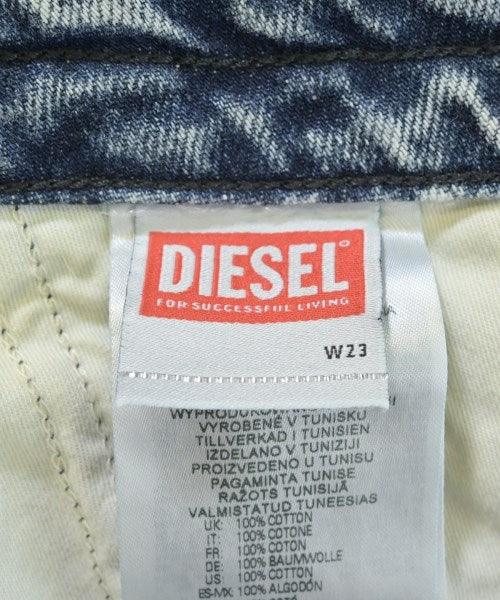 DIESEL
FOR SUCCESSFUL LIVING
W23
VYROBENÉ V TUNISKU
TILLVERKAD I TUNISIEN
IZDELANO V TUNIZIJI
PROIZVEDENO U TUNISU
PAGAMINTA TUNISE
RAŽOTS TUNISIJĀ
VALMISTATUD TUNEESIAS
UK: 100% COTTON
IT: 100% COTONE
FR: 100% COTON
DE: 100% BAUMWOLLE
US: 100% COTTON
ES-MX: 100% ALGODÓN